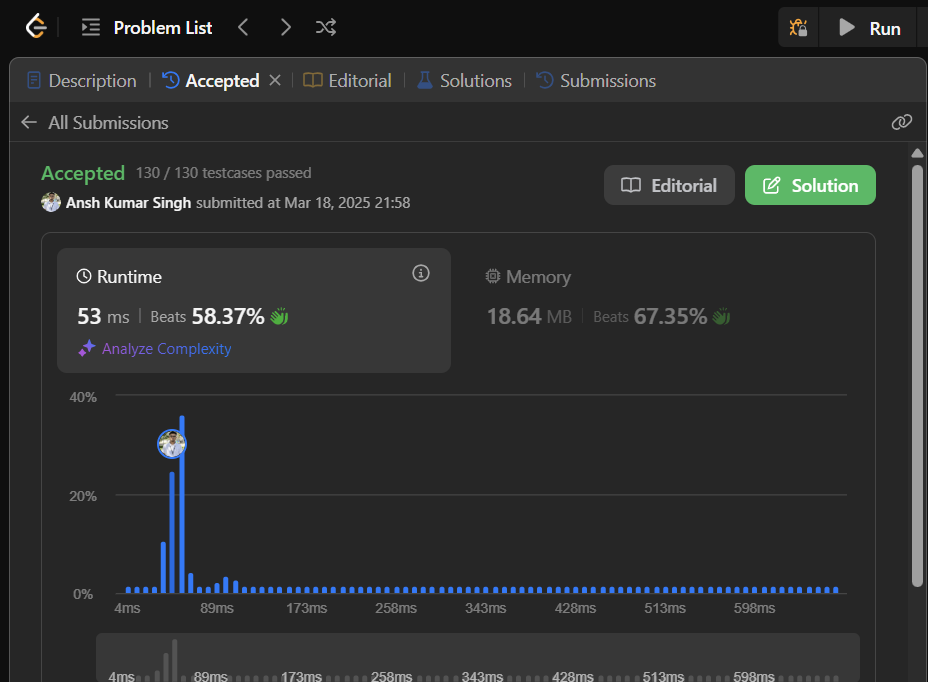 Problem List Run
Description Accepted Editorial Solutions Submissions
All Submissions
Accepted 130 / 130 testcases passed
Editorial Solution
Ansh Kumar Singh submitted at Mar 18, 2025 21:58
Runtime Memory
53 ms Beats 58.37% 18.64 MB Beats 67.35%
Analyze Complexity
40%
20%
0%
4ms 89ms 173ms 258ms 343ms 428ms 513ms 598ms
4ms 89ms 173ms 258ms 343ms 428ms 513ms 598ms